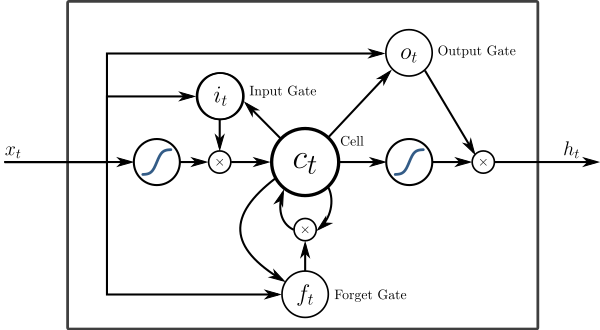 o_t Output Gate
i_t Input Gate
x_t
×
c_t Cell
×
h_t
×
f_t Forget Gate